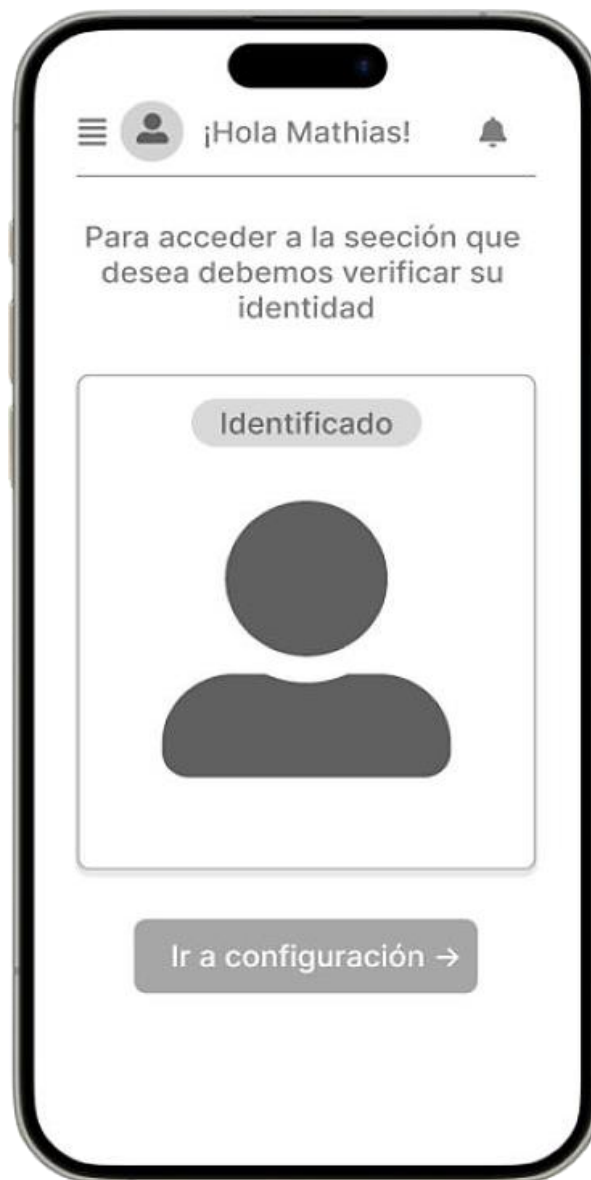 ¡Hola Mathias!
Para acceder a la seeción que
desea debemos verificar su
identidad
Identificado
Ir a configuración →